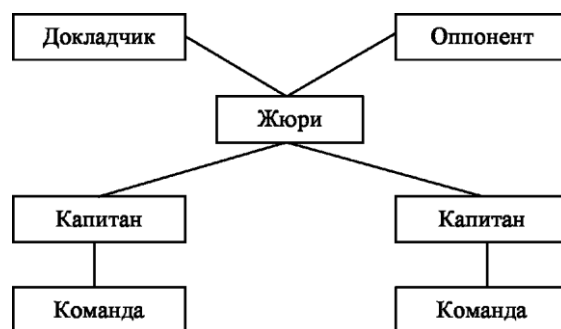 Докладчик
Оппонент
Жюри
Капитан
Капитан
Команда
Команда